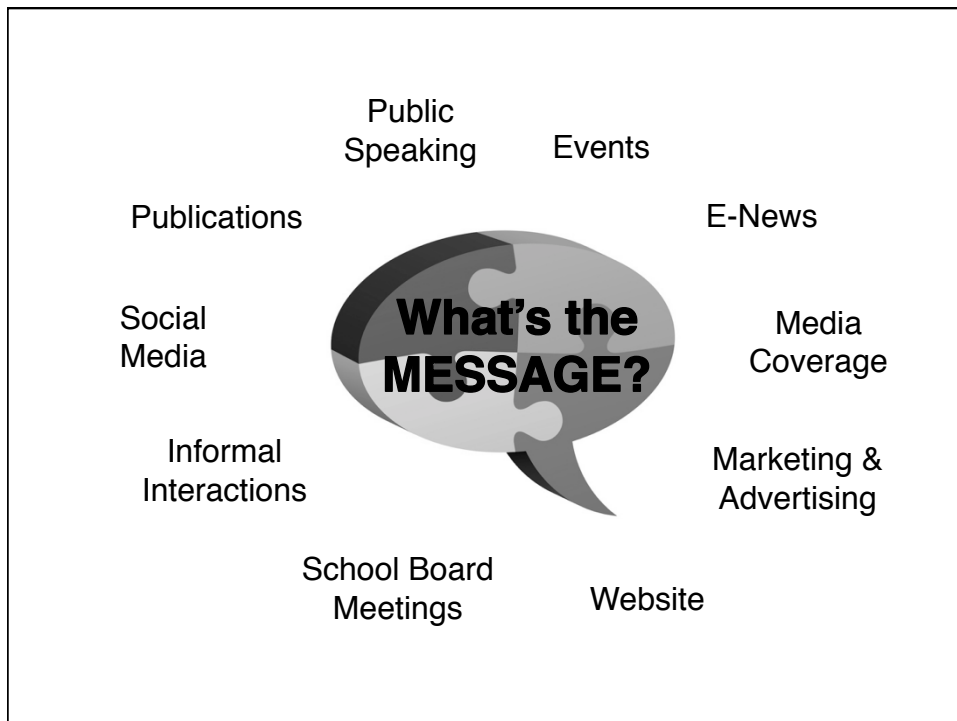 Public
Speaking
Events
Publications
E-News
Social
Media
What's the
MESSAGE?
Media
Coverage
Informal
Interactions
Marketing &
Advertising
School Board
Meetings
Website